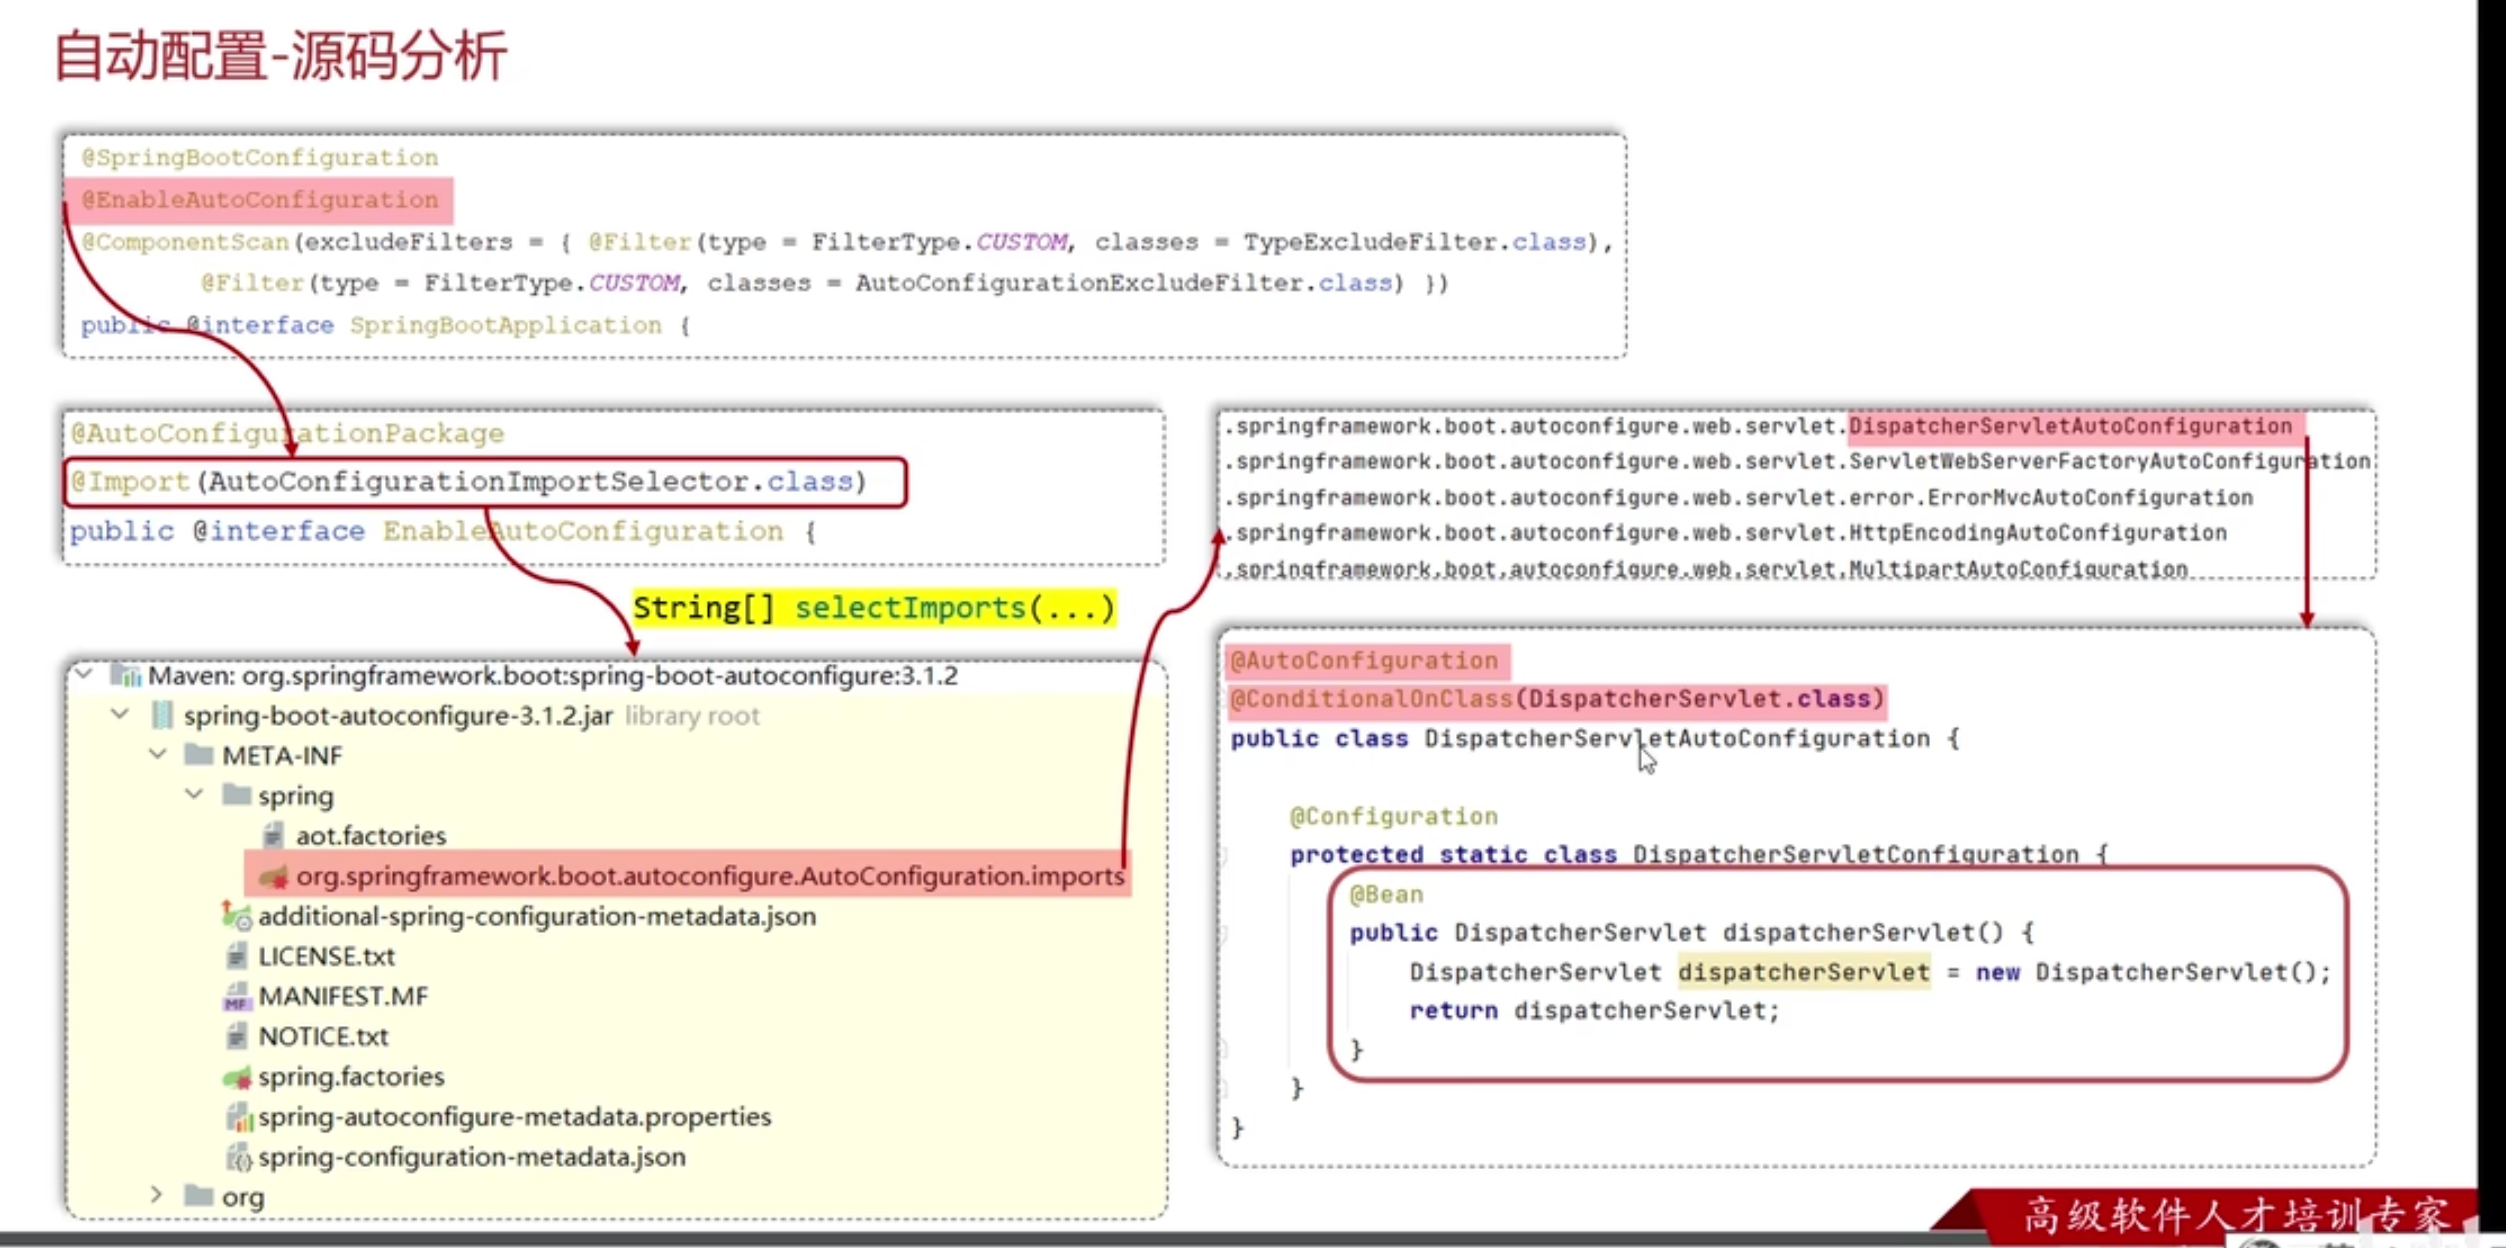 自动配置-源码分析
@SpringBootConfiguration
@EnableAutoConfiguration
@ComponentScan(excludeFilters = { @Filter(type = FilterType.CUSTOM, classes = TypeExcludeFilter.class),
@Filter(type = FilterType.CUSTOM, classes = AutoConfigurationExcludeFilter.class) })
public @interface SpringBootApplication {
@AutoConfigurationPackage
@Import(AutoConfigurationImportSelector.class)
public @interface EnableAutoConfiguration {
String[] selectImports(...)
Maven: org.springframework.boot:spring-boot-autoconfigure:3.1.2
spring-boot-autoconfigure-3.1.2.jar library root
META-INF
spring
aot.factories
org.springframework.boot.autoconfigure.AutoConfiguration.imports
additional-spring-configuration-metadata.json
LICENSE.txt
MF MANIFEST.MF
NOTICE.txt
spring.factories
spring-autoconfigure-metadata.properties
spring-configuration-metadata.json
org
.springframework.boot.autoconfigure.web.servlet.DispatcherServletAutoConfiguration
.springframework.boot.autoconfigure.web.servlet.ServletWebServerFactoryAutoConfiguration
.springframework.boot.autoconfigure.web.servlet.error.ErrorMvcAutoConfiguration
.springframework.boot.autoconfigure.web.servlet.HttpEncodingAutoConfiguration
.springframework.boot.autoconfigure.web.servlet.MultipartAutoConfiguration
@AutoConfiguration
@ConditionalOnClass(DispatcherServlet.class)
public class DispatcherServletAutoConfiguration {
@Configuration
protected static class DispatcherServletConfiguration {
@Bean
public DispatcherServlet dispatcherServlet() {
DispatcherServlet dispatcherServlet = new DispatcherServlet();
return dispatcherServlet;
}
}
}
高级软件人才培训专家